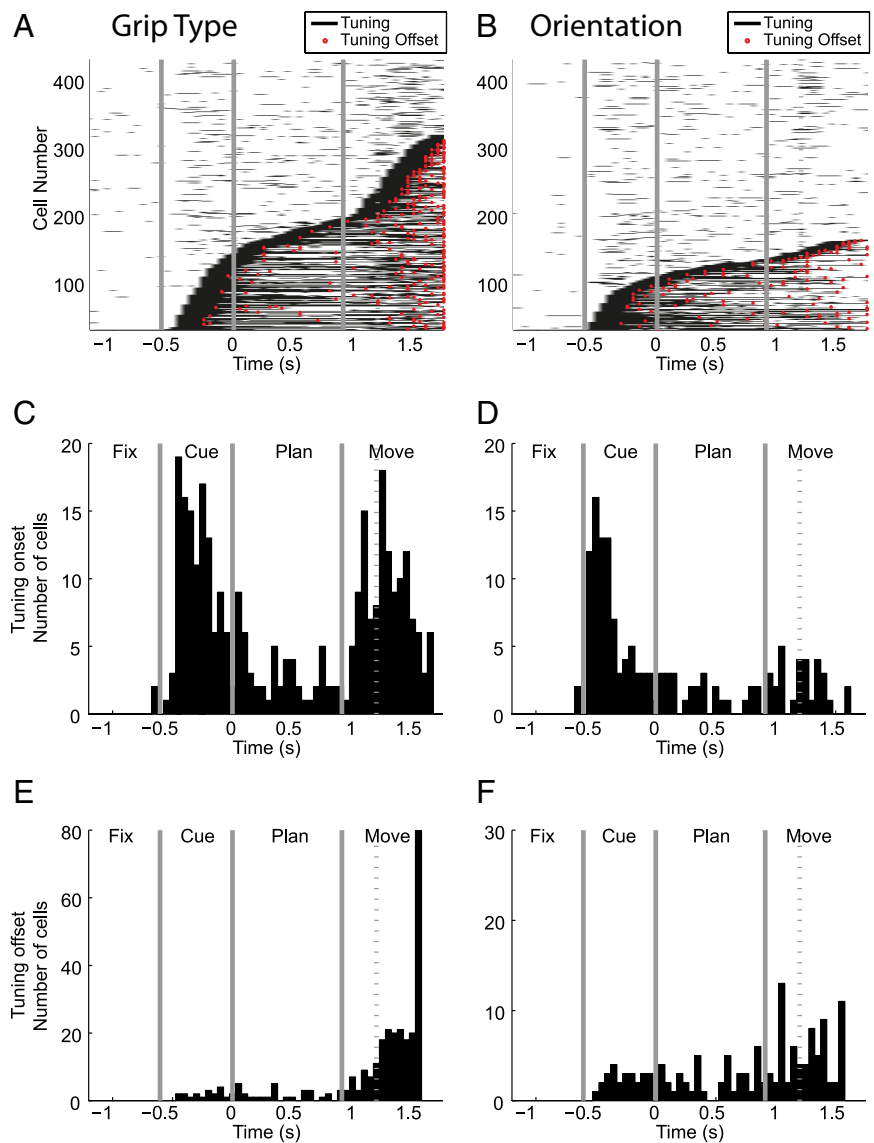 A Grip Type
Tuning
Tuning Offset
B Orientation
Tuning
Tuning Offset
Cell Number
400
300
200
100
−1 −0.5 0 0.5 1 1.5
Time (s)
400
300
200
100
−1 −0.5 0 0.5 1 1.5
Time (s)
C
Tuning onset
Number of cells
20
15
10
5
0
Fix Cue Plan Move
−1 −0.5 0 0.5 1 1.5
Time (s)
D
20
15
10
5
0
Fix Cue Plan Move
−1 −0.5 0 0.5 1 1.5
Time (s)
E
Tuning offset
Number of cells
80
60
40
20
0
Fix Cue Plan Move
−1 −0.5 0 0.5 1 1.5
Time (s)
F
30
20
10
0
Fix Cue Plan Move
−1 −0.5 0 0.5 1 1.5
Time (s)